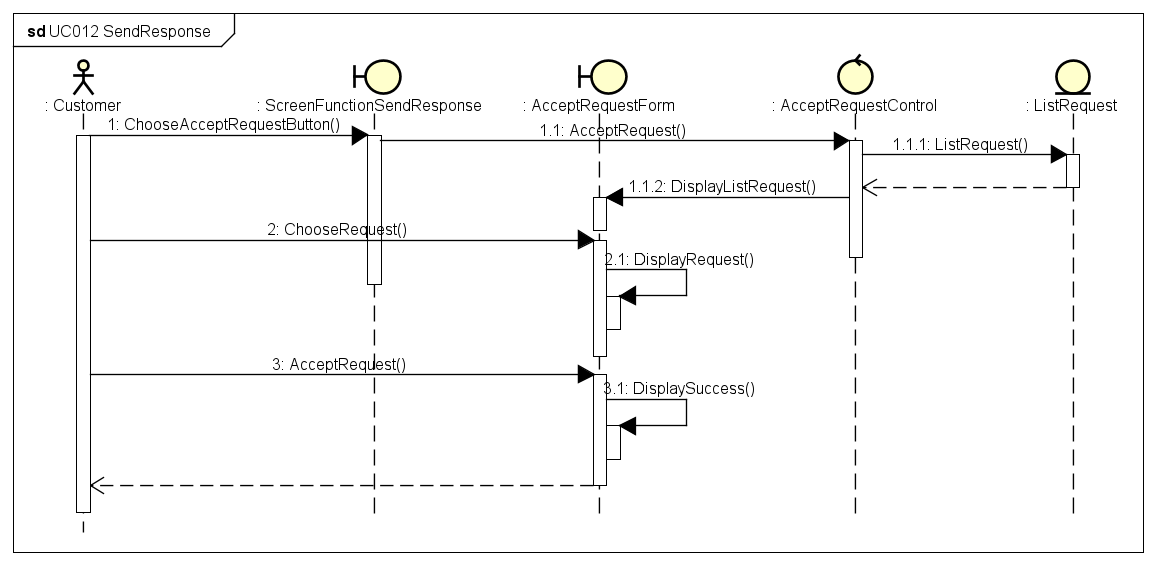 sd UC012 SendResponse
: Customer
: ScreenFunctionSendResponse
: AcceptRequestForm
: AcceptRequestControl
: ListRequest
1: ChooseAcceptRequestButton()
1.1: AcceptRequest()
1.1.1: ListRequest()
1.1.2: DisplayListRequest()
2: ChooseRequest()
2.1: DisplayRequest()
3: AcceptRequest()
3.1: DisplaySuccess()